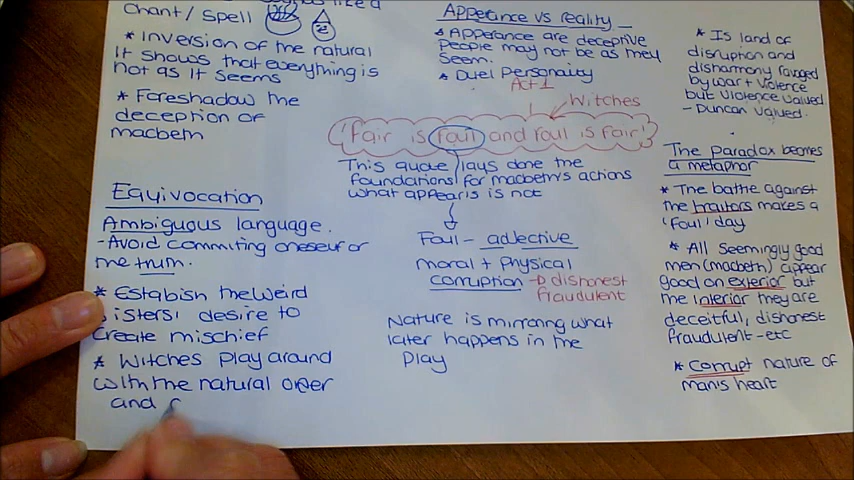 like a
Chant / Spell
* Inversion of the natural
It shows that everything is
not as it seems
* Foreshadow the
deception of
macbeth
Equivocation
Ambiguous language.
- Avoid commiting oneself or
the truth.
* Estabish the weird
sisters' desire to
create mischief
* Witches play around
with the natural order
and
Apperance vs reality
* Apperance are deceptive
people may not be as they
seem.
* Duel Personality
Act 1
Witches
'Fair is foul and foul is fair'
This quote lays done the
foundations for macbeth's actions
what appears is not
Foul - adjective
moral + physical
corruption → dishonest
fraudulent
Nature is mirroring what
later happens in the
play
* Is land of
disruption and
disharmony ravaged
by war + violence
but violence valued
- Duncan valued.
The paradox becomes
a metaphor
* The battle against
the traitors makes a
'foul' day
* All seemingly good
men (macbeth) appear
good on exterior but
the interior they are
deceitful, dishonest
fraudulent - etc
* Corrupt nature of
man's heart